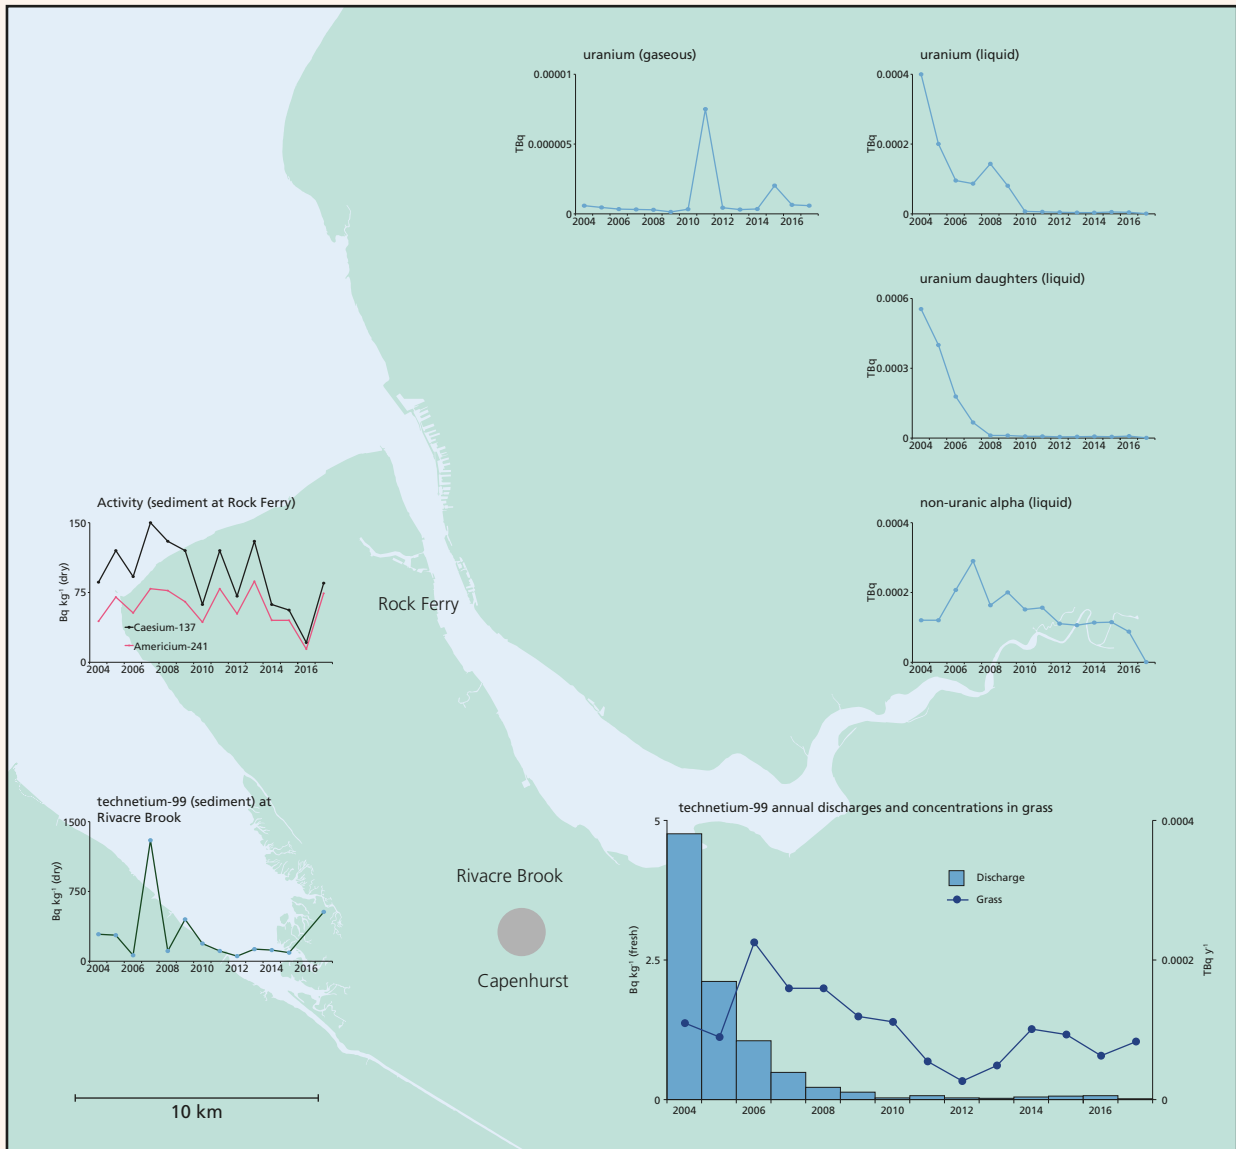 uranium (gaseous)
0.00001
0.000005
0
TBq
2004 2006 2008 2010 2012 2014 2016
uranium (liquid)
0.0004
0.0002
0
TBq
2004 2006 2008 2010 2012 2014 2016
uranium daughters (liquid)
0.0006
0.0003
0
TBq
2004 2006 2008 2010 2012 2014 2016
Activity (sediment at Rock Ferry)
150
75
0
Bq kg⁻¹ (dry)
Caesium-137
Americium-241
2004 2006 2008 2010 2012 2014 2016
Rock Ferry
non-uranic alpha (liquid)
0.0004
0.0002
0
TBq
2004 2006 2008 2010 2012 2014 2016
technetium-99 (sediment) at
Rivacre Brook
1500
750
0
Bq kg⁻¹ (dry)
2004 2006 2008 2010 2012 2014 2016
Rivacre Brook
Capenhurst
technetium-99 annual discharges and concentrations in grass
5
2.5
0
Bq kg⁻¹ (fresh)
0.0004
0.0002
0
TBq y⁻¹
Discharge
Grass
2004 2006 2008 2010 2012 2014 2016
10 km